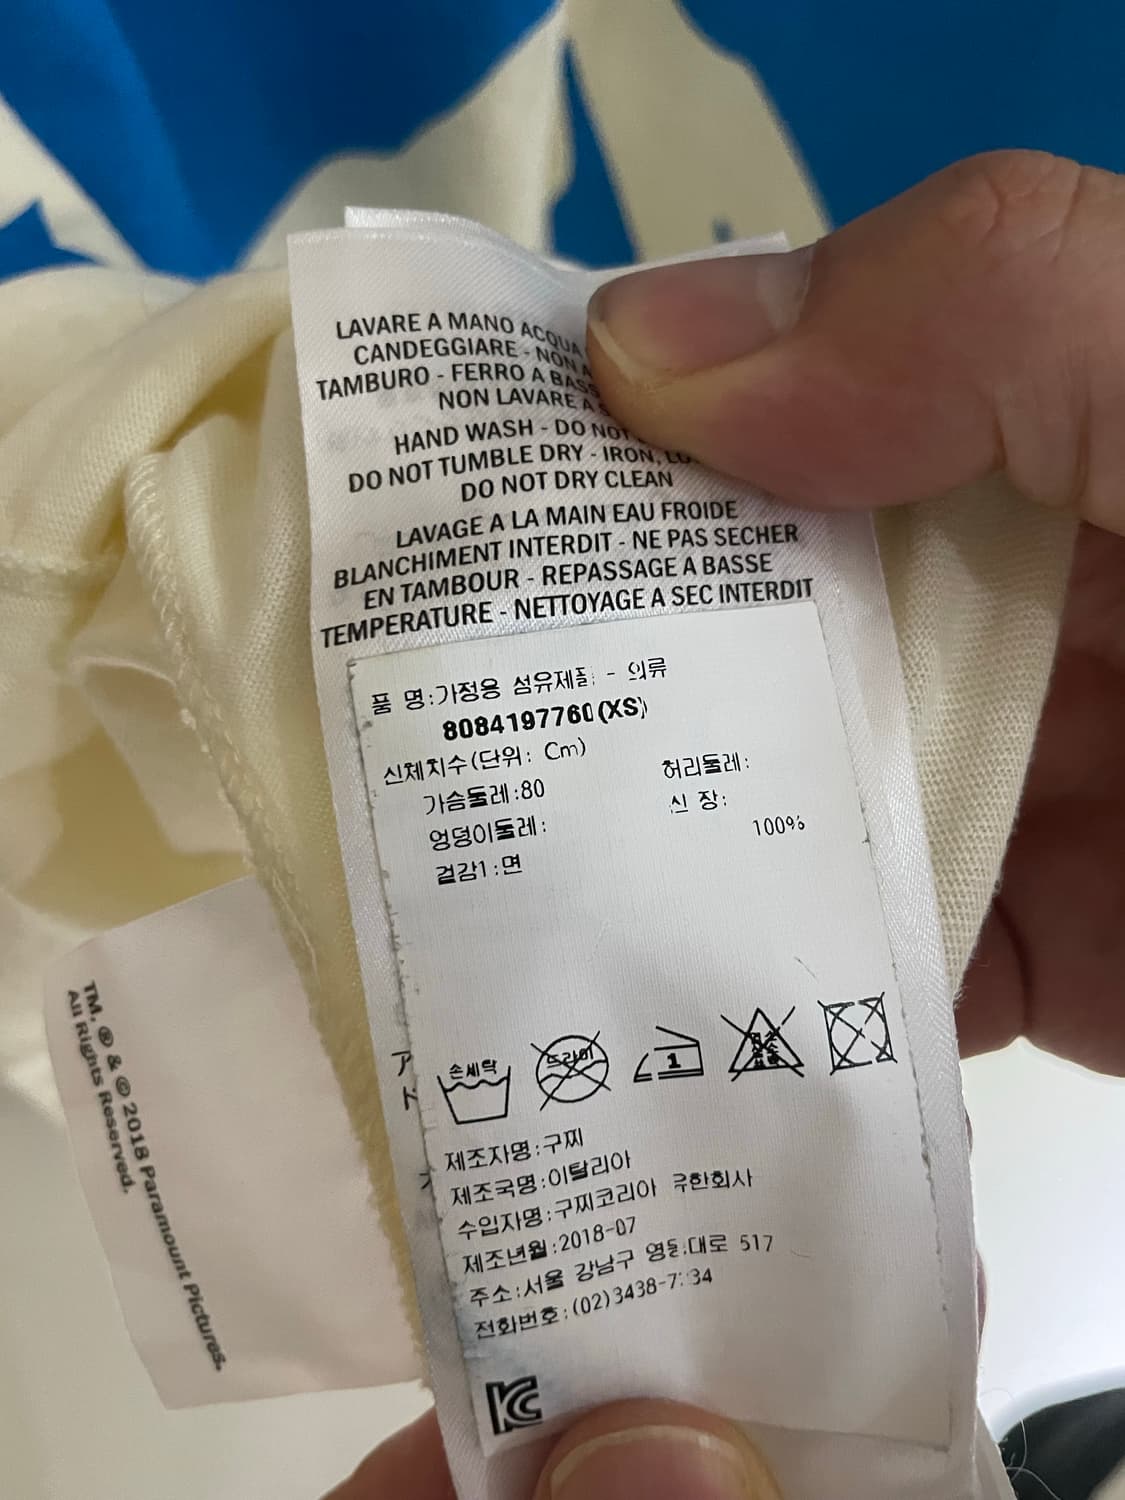 LAVARE A MANO ACQUA
CANDEGGIARE - NON
TAMBURO - FERRO A BASS
NON LAVARE A
HAND WASH - DO NOT
DO NOT TUMBLE DRY - IRON,
DO NOT DRY CLEAN
LAVAGE A LA MAIN EAU FROIDE
BLANCHIMENT INTERDIT - NE PAS SECHER
EN TAMBOUR - REPASSAGE A BASSE
TEMPERATURE - NETTOYAGE A SEC INTERDIT
품 명:가정용 섬유제품 - 의류
8084197760(XS)
신체치수(단위: Cm)
가슴둘레:80 허리둘레:
엉덩이둘레: 신 장:
겉감1:면 100%
손세탁 드라이 1 염소표백
제조자명:구찌
제조국명:이탈리아
수입자명:구찌코리아 유한회사
제조년월:2018-07
주소:서울 강남구 영동대로 517
전화번호:(02)3438-
KC
TM, ® & © 2018 Paramount Pictures.
All Rights Reserved.